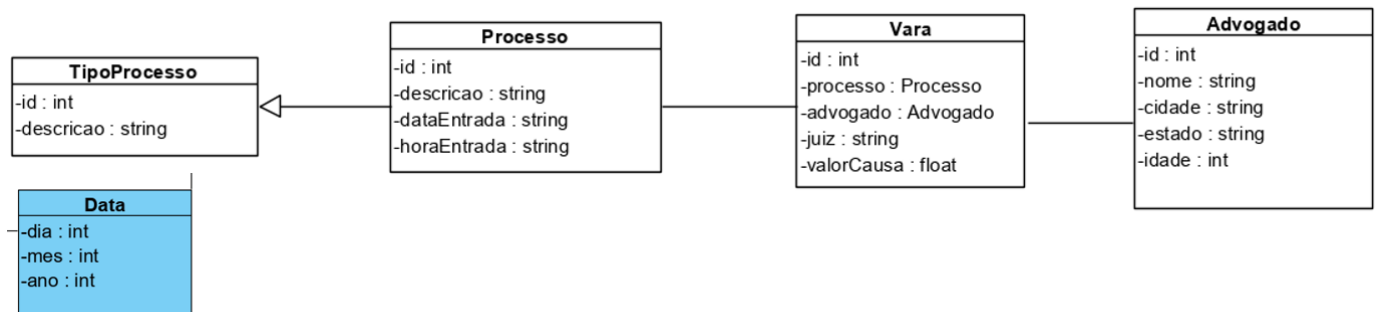 TipoProcesso
-id : int
-descricao : string
Processo
-id : int
-descricao : string
-dataEntrada : string
-horaEntrada : string
Vara
-id : int
-processo : Processo
-advogado : Advogado
-juiz : string
-valorCausa : float
Advogado
-id : int
-nome : string
-cidade : string
-estado : string
-idade : int
Data
-dia : int
-mes : int
-ano : int